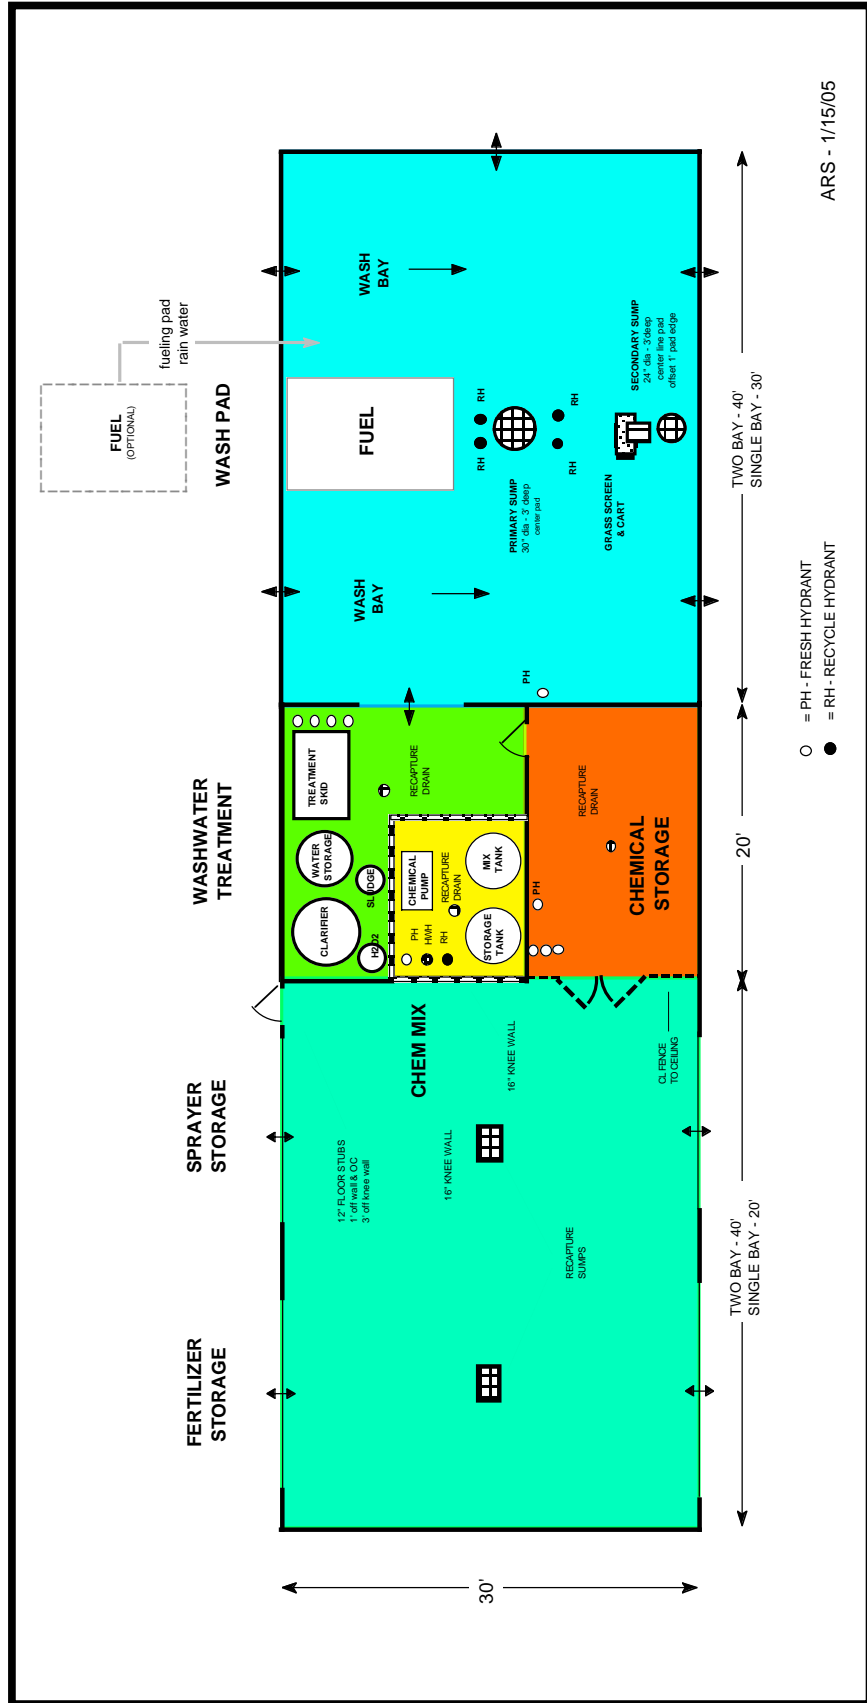 FERTILIZER
STORAGE
SPRAYER
STORAGE
WASHWATER
TREATMENT
WASH PAD
FUEL
(OPTIONAL)
fueling pad
rain water
12" FLOOR STUBS
1' off wall & OC
3' off knee wall
16" KNEE WALL
16" KNEE WALL
CHEM MIX
RECAPTURE
SUMPS
CL FENCE
TO CEILING
CLARIFIER
WATER
STORAGE
TREATMENT
SKID
H2O2
SLUDGE
RECAPTURE
DRAIN
CHEMICAL
PUMP
PH
HWH
RH
RECAPTURE
DRAIN
STORAGE
TANK
MIX
TANK
PH
RECAPTURE
DRAIN
CHEMICAL
STORAGE
WASH
BAY
WASH
BAY
FUEL
PH
RH
RH
RH
RH
PRIMARY SUMP
30" dia - 3' deep
center pad
GRASS SCREEN
& CART
SECONDARY SUMP
24" dia - 3'deep
center line pad
offset 1' pad edge
30'
TWO BAY - 40'
SINGLE BAY - 20'
20'
TWO BAY - 40'
SINGLE BAY - 30'
= PH - FRESH HYDRANT
= RH - RECYCLE HYDRANT
ARS - 1/15/05